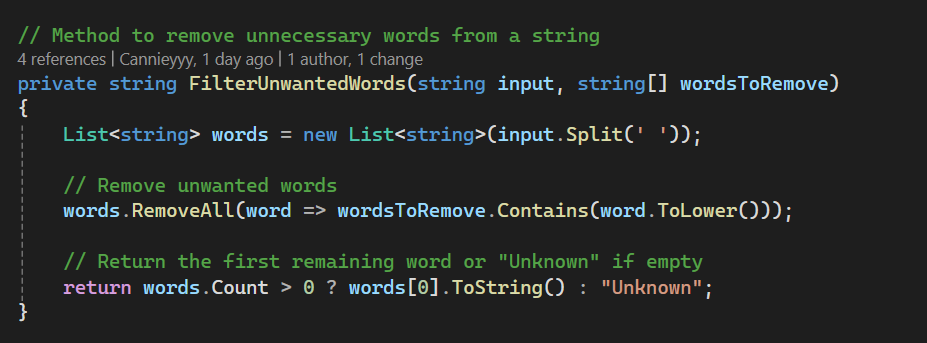 // Method to remove unnecessary words from a string
4 references | Cannieyyy, 1 day ago | 1 author, 1 change
private string FilterUnwantedWords(string input, string[] wordsToRemove)
{
    List<string> words = new List<string>(input.Split(' '));

    // Remove unwanted words
    words.RemoveAll(word => wordsToRemove.Contains(word.ToLower()));

    // Return the first remaining word or "Unknown" if empty
    return words.Count > 0 ? words[0].ToString() : "Unknown";
}